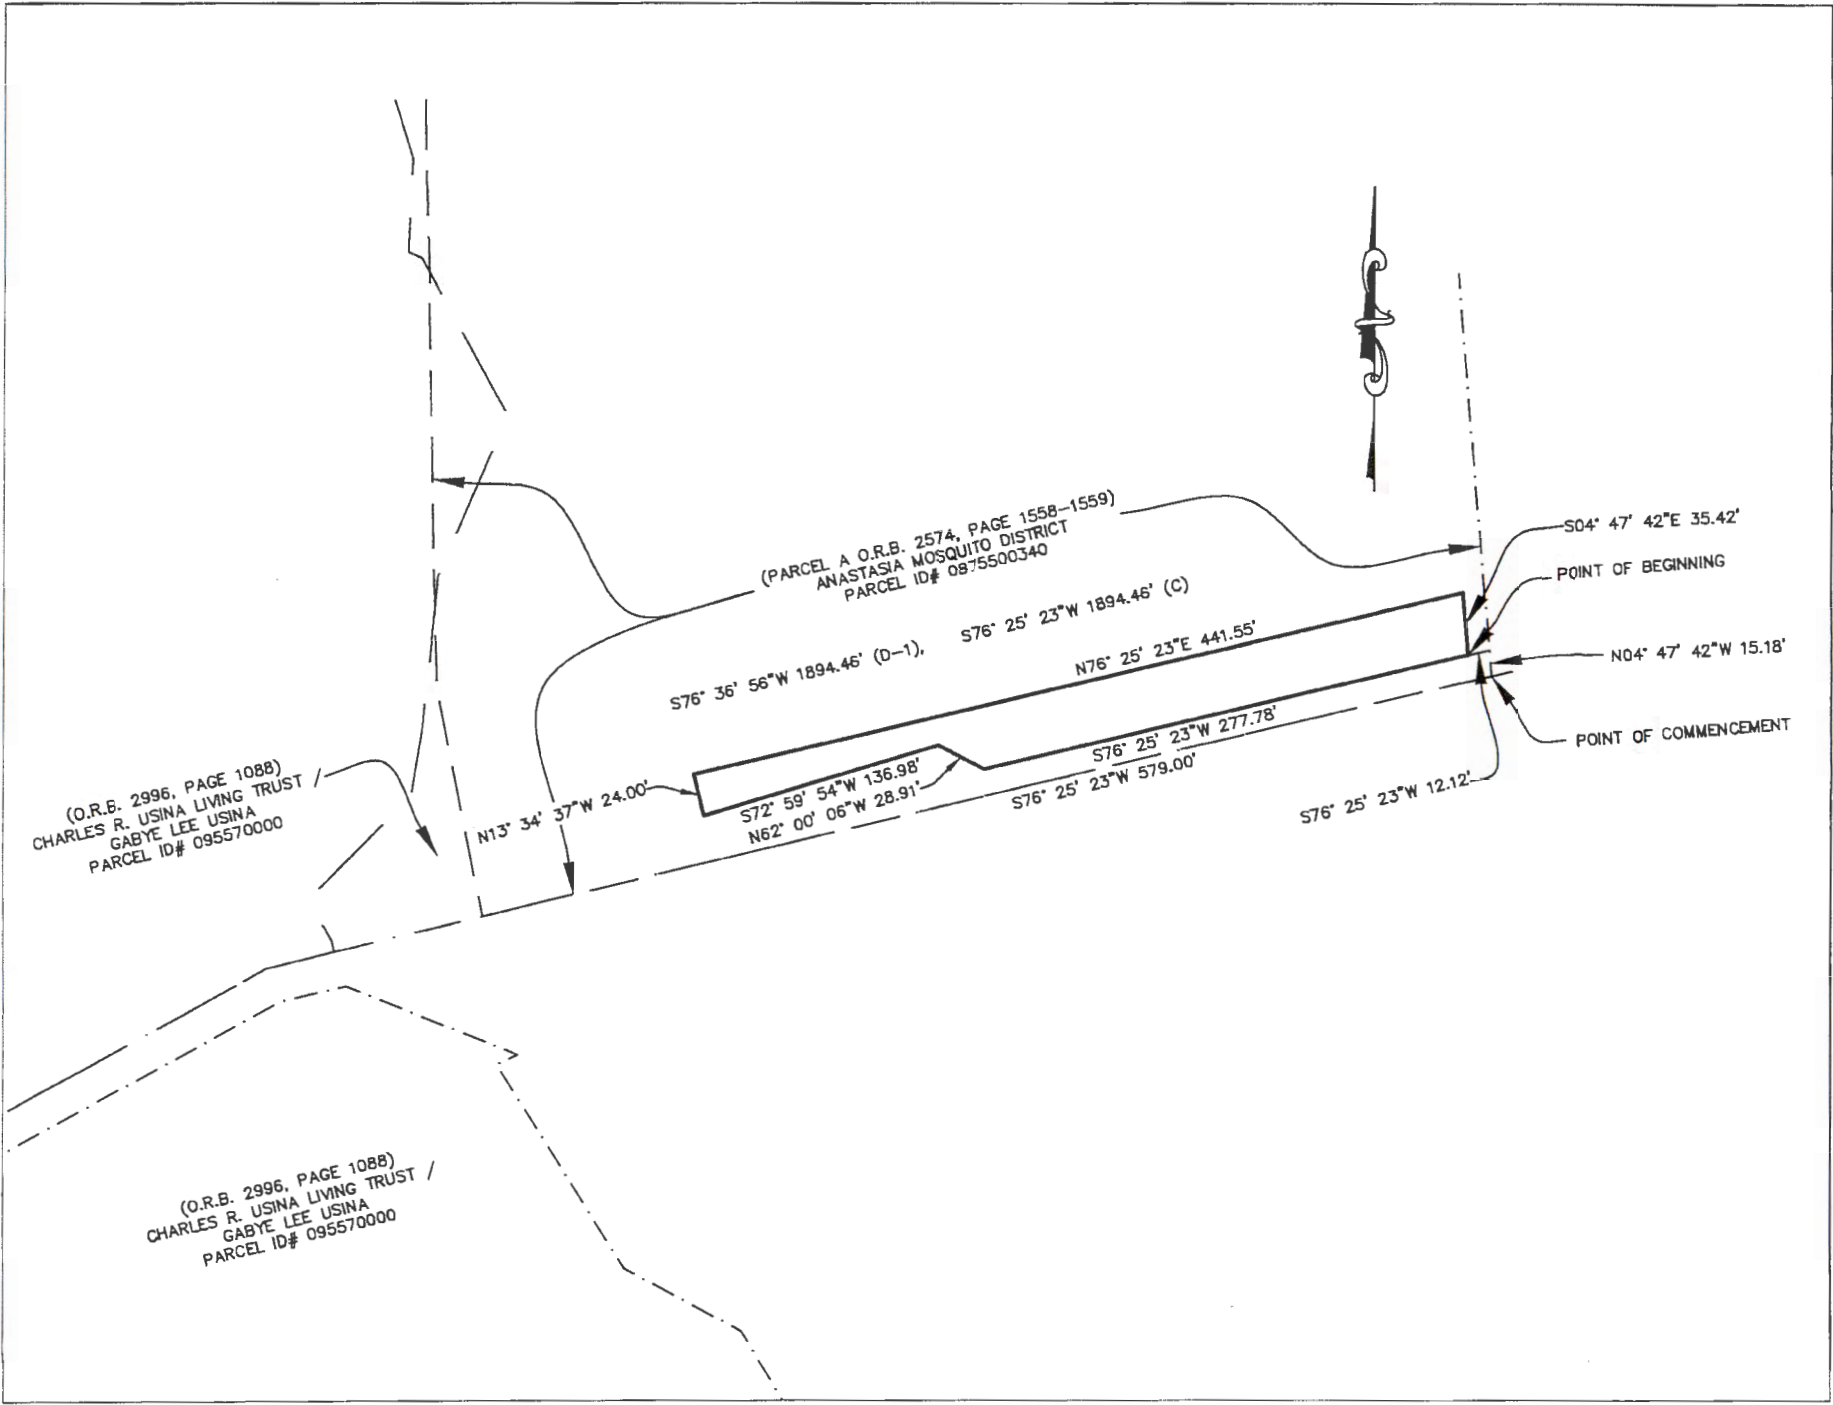 (PARCEL A O.R.B. 2574, PAGE 1558-1559)
ANASTASIA MOSQUITO DISTRICT
PARCEL ID# 0875500340
S76° 36' 56"W 1894.46' (D-1),
S76° 25' 23"W 1894.46' (C)
N76° 25' 23"E 441.55'
S04° 47' 42"E 35.42'
POINT OF BEGINNING
N04° 47' 42"W 15.18'
POINT OF COMMENCEMENT
S76° 25' 23"W 12.12'
S76° 25' 23"W 277.78'
S76° 25' 23"W 579.00'
S72° 59' 54"W 136.98'
N62° 00' 06"W 28.91'
N13° 34' 37"W 24.00'
(O.R.B. 2996, PAGE 1088)
CHARLES R. USINA LIVING TRUST /
GABYE LEE USINA
PARCEL ID# 095570000
(O.R.B. 2996, PAGE 1088)
CHARLES R. USINA LIVING TRUST /
GABYE LEE USINA
PARCEL ID# 095570000